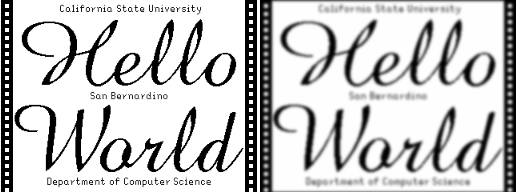 California State University
Hello
San Bernardino
World
Department of Computer Science
California State University
Hello
San Bernardino
World
Department of Computer Science